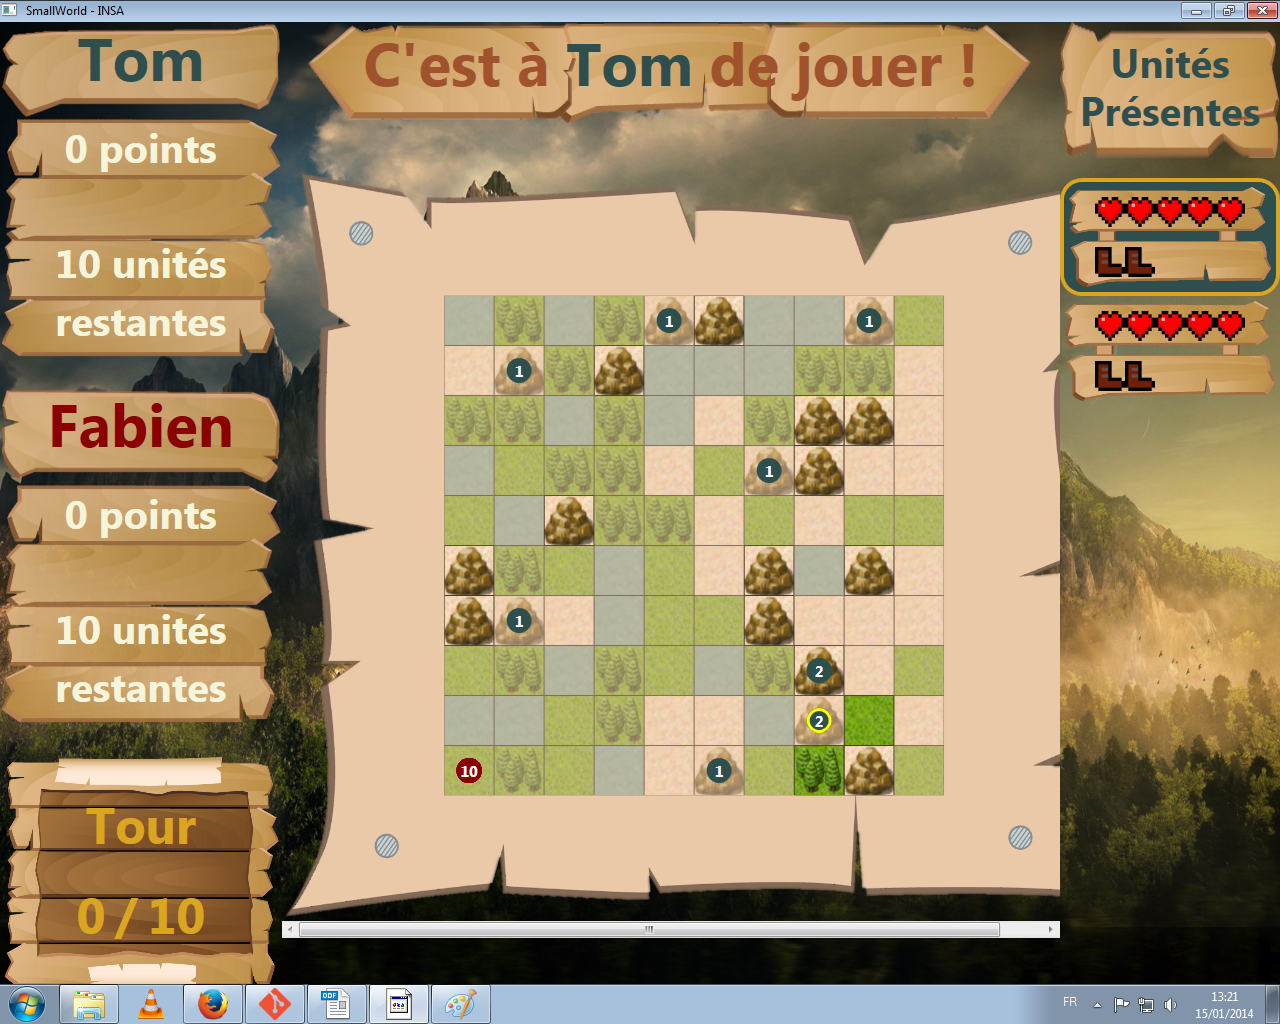 SmallWorld - INSA
Tom
0 points
10 unités
restantes
Fabien
0 points
10 unités
restantes
Tour
0 / 10
C'est à Tom de jouer !
1
1
1
1
1
2
2
10
1
Unités
Présentes
ODF
FR
13:21
15/01/2014